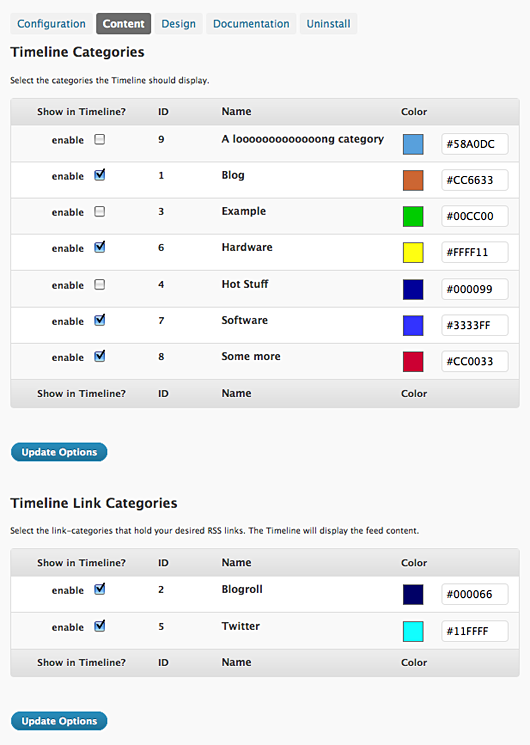 Configuration Content Design Documentation Uninstall
Timeline Categories
Select the categories the Timeline should display.
Show in Timeline? ID Name Color
enable 9 A looooooooooooong category #58A0DC
enable 1 Blog #CC6633
enable 3 Example #00CC00
enable 6 Hardware #FFFF11
enable 4 Hot Stuff #000099
enable 7 Software #3333FF
enable 8 Some more #CC0033
Show in Timeline? ID Name Color
Update Options
Timeline Link Categories
Select the link-categories that hold your desired RSS links. The Timeline will display the feed content.
Show in Timeline? ID Name Color
enable 2 Blogroll #000066
enable 5 Twitter #11FFFF
Show in Timeline? ID Name Color
Update Options